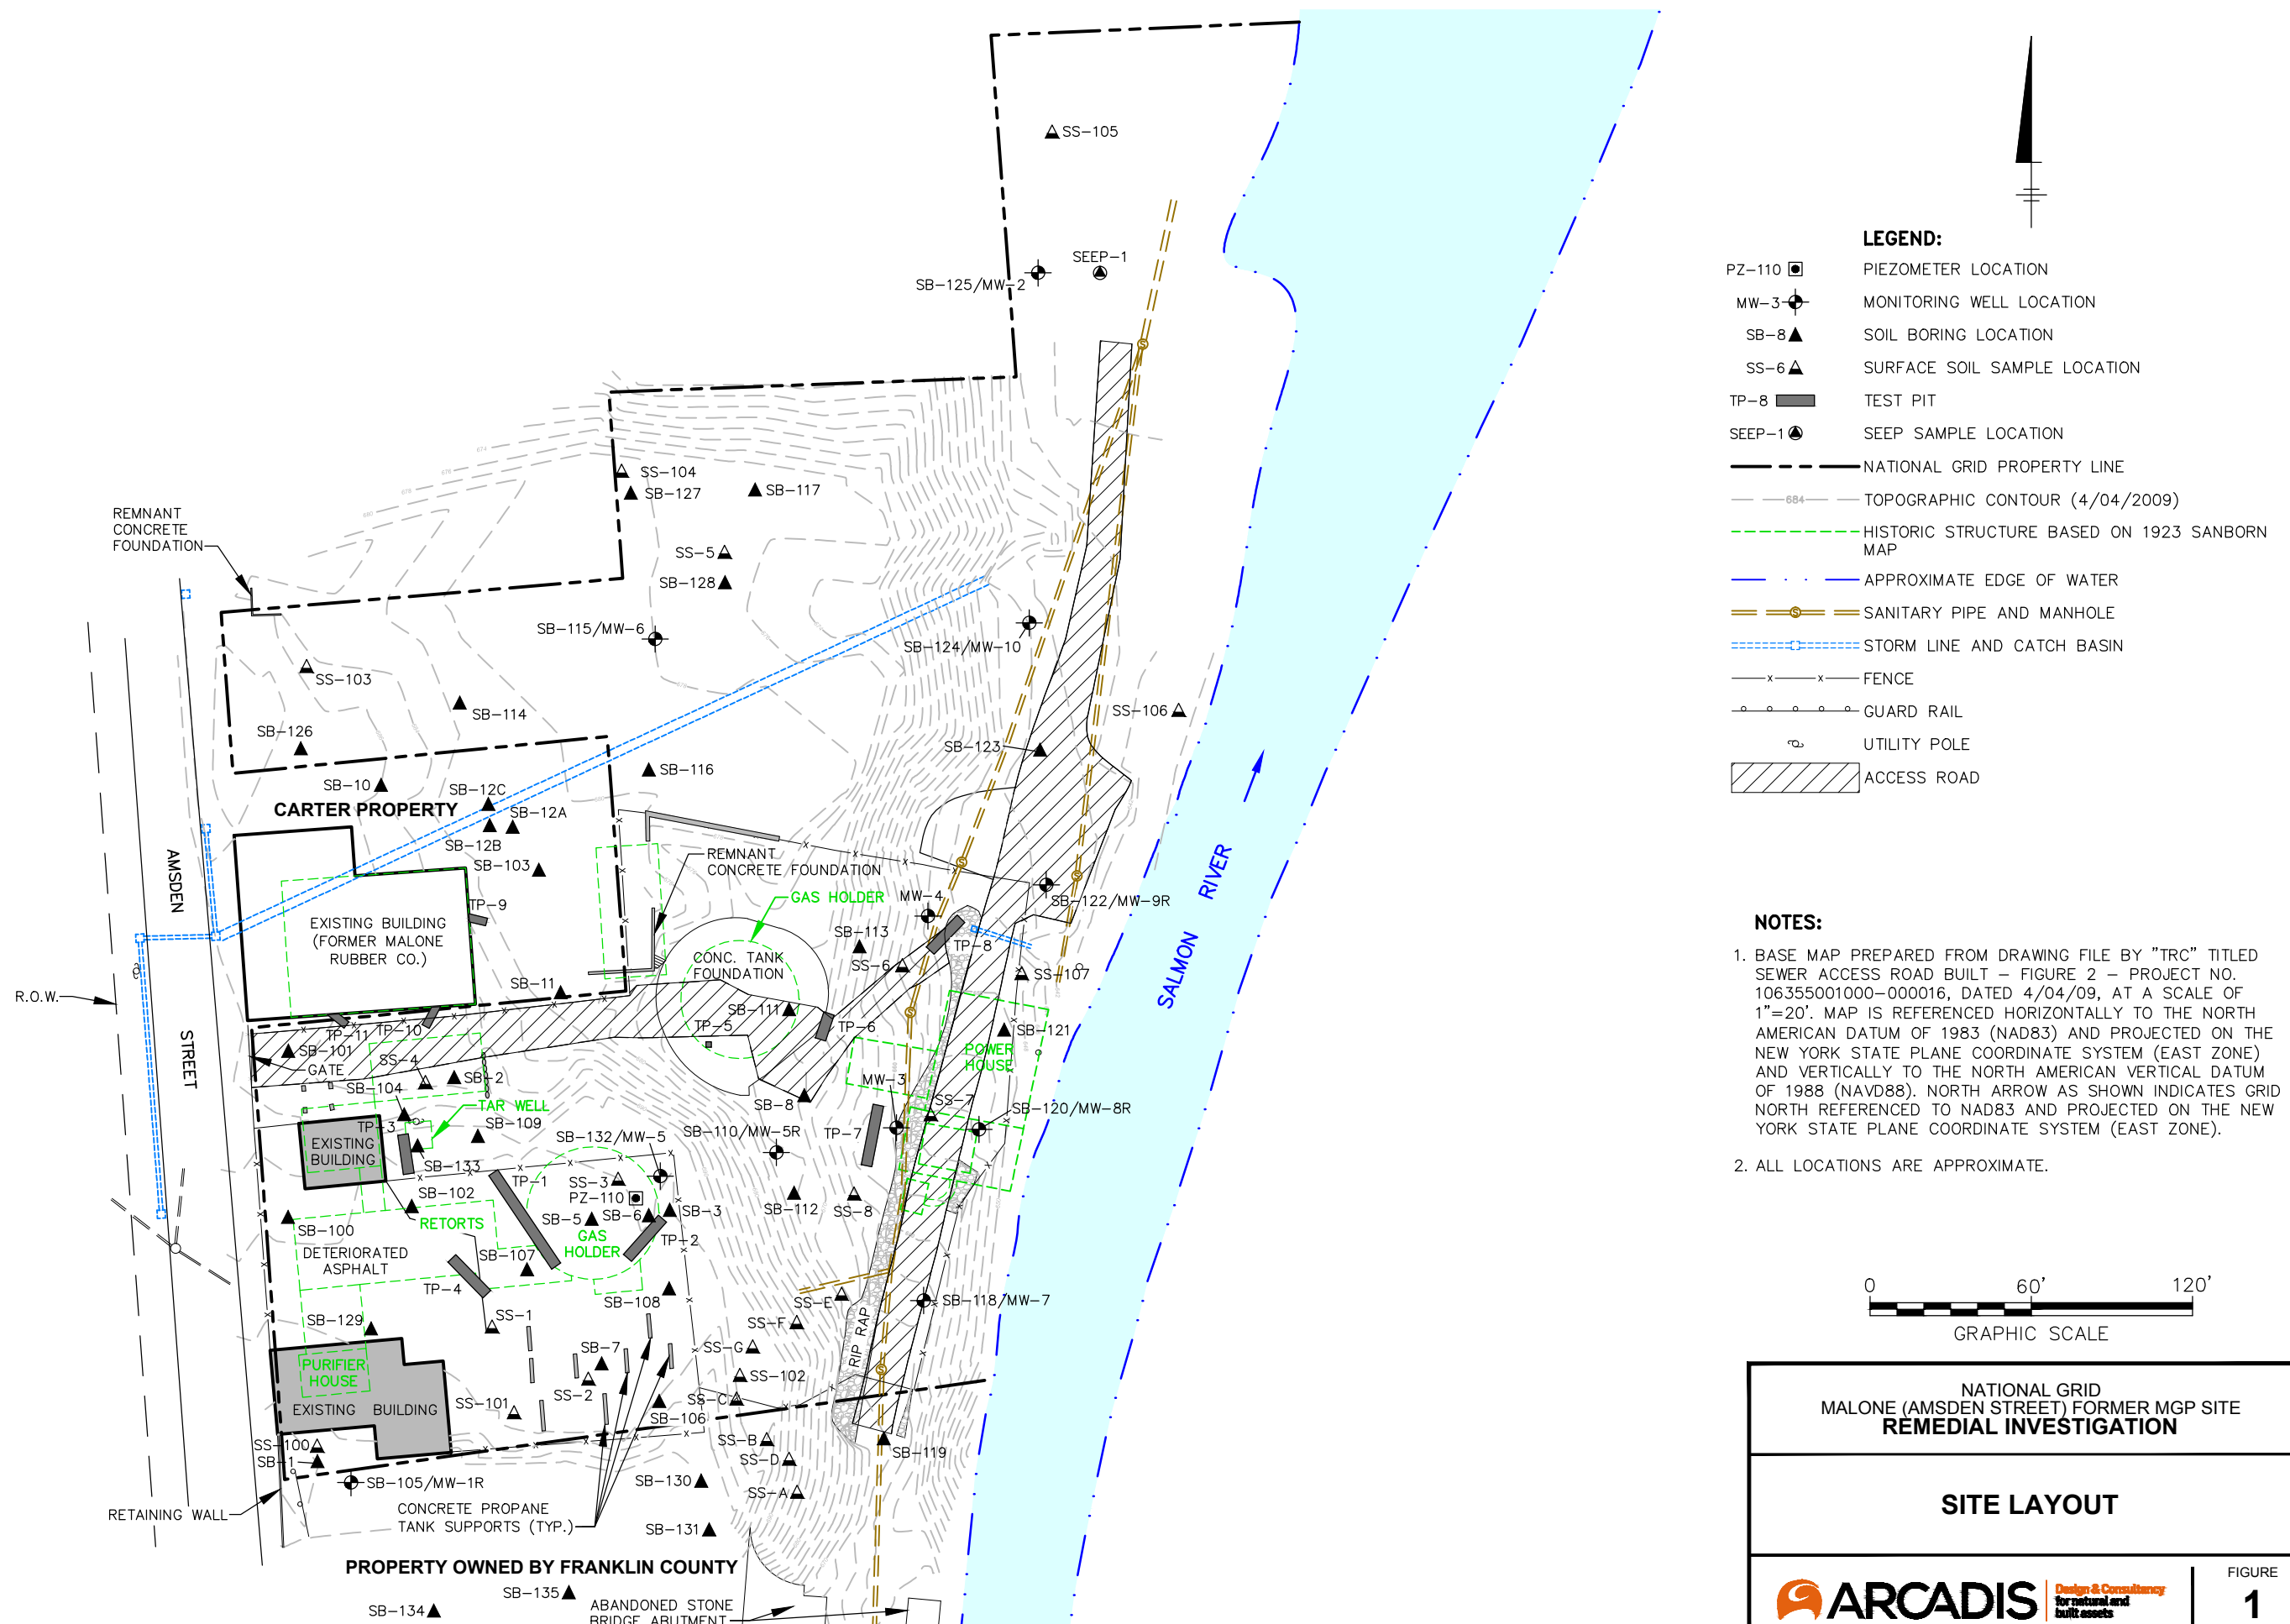 SS-105
SEEP-1
SB-125/MW-2
SS-104
SB-127
SB-117
SS-5
SB-128
REMNANT
CONCRETE
FOUNDATION
674
676
678
680
SB-115/MW-6
SB-124/MW-10
SS-103
SB-114
SB-126
SS-106
SB-123
SB-116
SB-10
CARTER PROPERTY
SB-12C
SB-12A
SB-12B
SB-103
AMSDEN
STREET
R.O.W.
EXISTING BUILDING
(FORMER MALONE
RUBBER CO.)
TP-9
REMNANT
CONCRETE FOUNDATION
GAS HOLDER
MW-4
SB-122/MW-9R
SB-113
TP-8
SS-6
SS-107
CONC. TANK
FOUNDATION
SB-11
SB-111
TP-5
TP-6
SB-121
POWER
HOUSE
TP-11
TP-10
SB-101
GATE
SS-4
SB-104
SB-2
TAR WELL
SB-109
TP-3
EXISTING
BUILDING
SB-133
SB-8
MW-3
SS-7
SB-120/MW-8R
SB-132/MW-5
SB-110/MW-5R
TP-7
TP-1
SS-3
PZ-110
SB-102
SB-100
RETORTS
SB-5
SB-6
SB-3
GAS
HOLDER
TP-2
SB-112
SS-8
DETERIORATED
ASPHALT
SB-107
TP-4
SB-108
SS-1
SB-129
SS-E
SS-F
SS-G
SB-118/MW-7
RIP RAP
SB-7
SS-2
SS-102
PURIFIER
HOUSE
EXISTING BUILDING
SS-101
SS-C
SB-106
SS-B
SB-119
SS-D
SS-A
SS-100
SB-1
SB-105/MW-1R
SB-130
RETAINING WALL
CONCRETE PROPANE
TANK SUPPORTS (TYP.)
SB-131
PROPERTY OWNED BY FRANKLIN COUNTY
SB-135
SB-134
ABANDONED STONE
BRIDGE ABUTMENT
SALMON RIVER
LEGEND:
PZ-110 PIEZOMETER LOCATION
MW-3 MONITORING WELL LOCATION
SB-8 SOIL BORING LOCATION
SS-6 SURFACE SOIL SAMPLE LOCATION
TP-8 TEST PIT
SEEP-1 SEEP SAMPLE LOCATION
NATIONAL GRID PROPERTY LINE
684 TOPOGRAPHIC CONTOUR (4/04/2009)
HISTORIC STRUCTURE BASED ON 1923 SANBORN
MAP
APPROXIMATE EDGE OF WATER
S SANITARY PIPE AND MANHOLE
STORM LINE AND CATCH BASIN
x x FENCE
GUARD RAIL
UTILITY POLE
ACCESS ROAD
NOTES:
1. BASE MAP PREPARED FROM DRAWING FILE BY "TRC" TITLED
SEWER ACCESS ROAD BUILT – FIGURE 2 – PROJECT NO.
106355001000-000016, DATED 4/04/09, AT A SCALE OF
1"=20'. MAP IS REFERENCED HORIZONTALLY TO THE NORTH
AMERICAN DATUM OF 1983 (NAD83) AND PROJECTED ON THE
NEW YORK STATE PLANE COORDINATE SYSTEM (EAST ZONE)
AND VERTICALLY TO THE NORTH AMERICAN VERTICAL DATUM
OF 1988 (NAVD88). NORTH ARROW AS SHOWN INDICATES GRID
NORTH REFERENCED TO NAD83 AND PROJECTED ON THE NEW
YORK STATE PLANE COORDINATE SYSTEM (EAST ZONE).
2. ALL LOCATIONS ARE APPROXIMATE.
0 60' 120'
GRAPHIC SCALE
NATIONAL GRID
MALONE (AMSDEN STREET) FORMER MGP SITE
REMEDIAL INVESTIGATION
SITE LAYOUT
ARCADIS
Design & Consultancy
for natural and
built assets
FIGURE
1